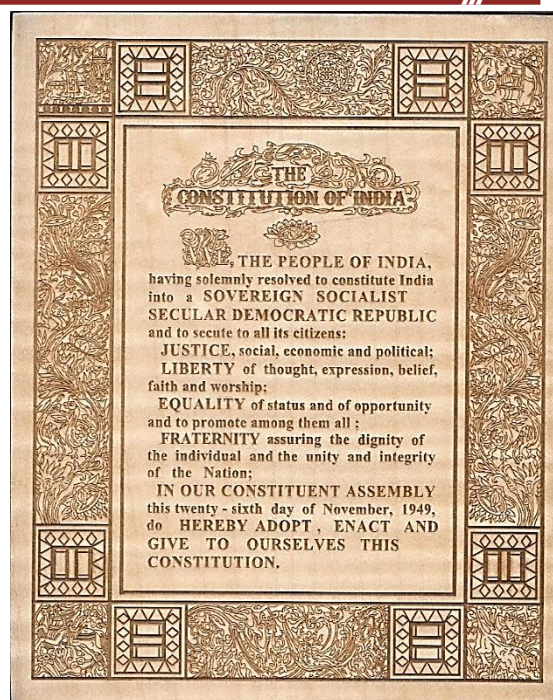 THE
CONSTITUTION OF INDIA
WE, THE PEOPLE OF INDIA,
having solemnly resolved to constitute India
into a SOVEREIGN SOCIALIST
SECULAR DEMOCRATIC REPUBLIC
and to secute to all its citizens:
JUSTICE, social, economic and political;
LIBERTY of thought, expression, belief,
faith and worship;
EQUALITY of status and of opportunity
and to promote among them all ;
FRATERNITY assuring the dignity of
the individual and the unity and integrity
of the Nation;
IN OUR CONSTITUENT ASSEMBLY
this twenty - sixth day of November, 1949,
do HEREBY ADOPT , ENACT AND
GIVE TO OURSELVES THIS
CONSTITUTION.